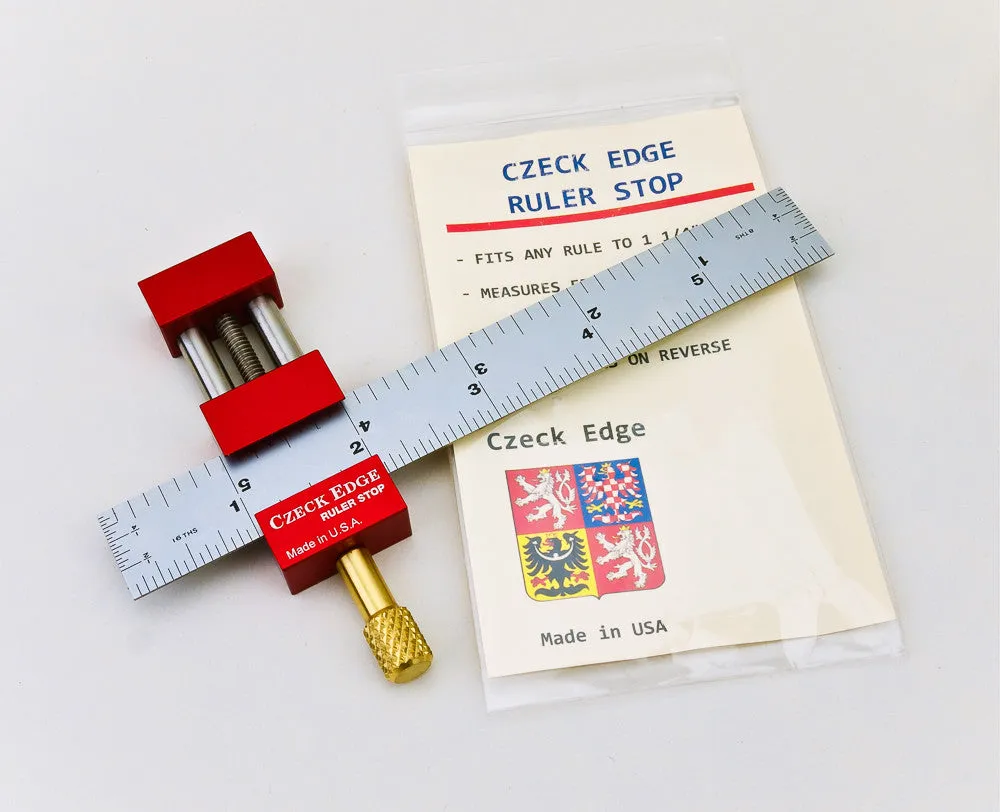 CZECK EDGE
RULER STOP
- FITS ANY RULE TO 1 1/4"
- MEASURES
ON REVERSE
Czeck Edge
Made in USA
CZECK EDGE
RULER STOP
Made in U.S.A.
1 2 3 4 5
5 4 3 2 1
16THS
8THS